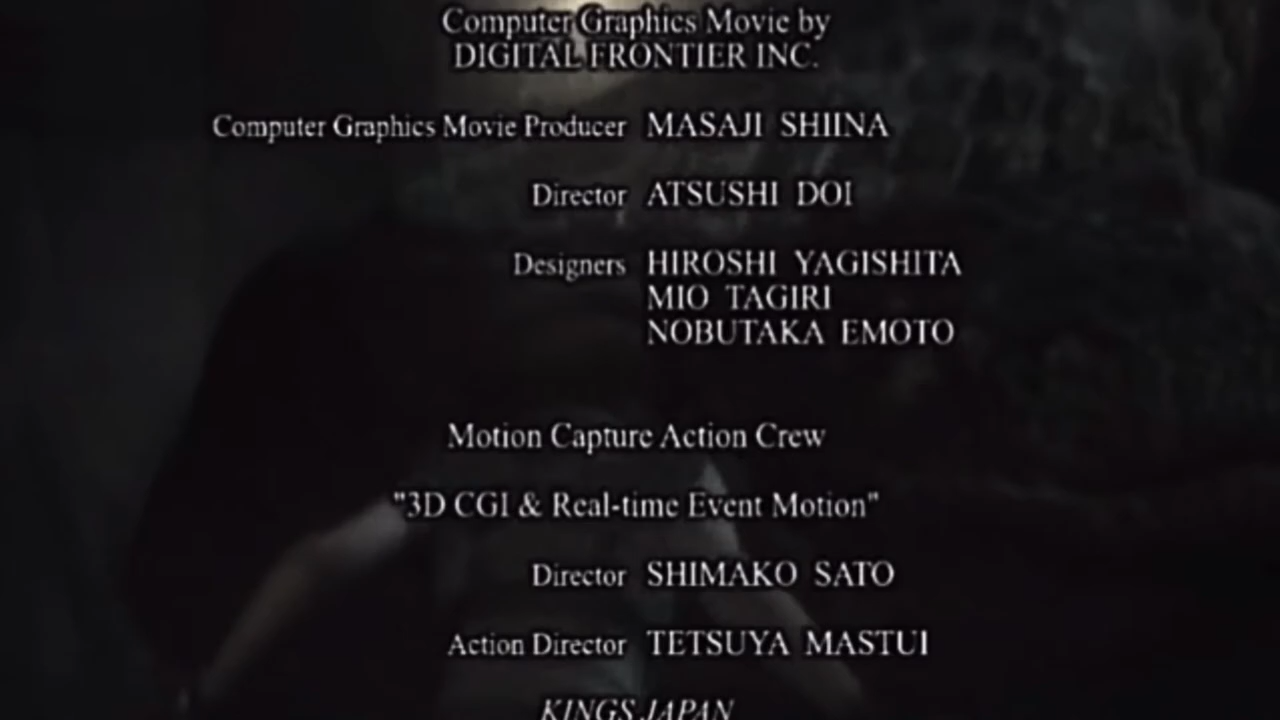 Computer Graphics Movie by
DIGITAL FRONTIER INC.
Computer Graphics Movie Producer MASAJI SHIINA
Director ATSUSHI DOI
Designers HIROSHI YAGISHITA
MIO TAGIRI
NOBUTAKA EMOTO
Motion Capture Action Crew
"3D CGI & Real-time Event Motion"
Director SHIMAKO SATO
Action Director TETSUYA MASTUI
KINGS JAPAN